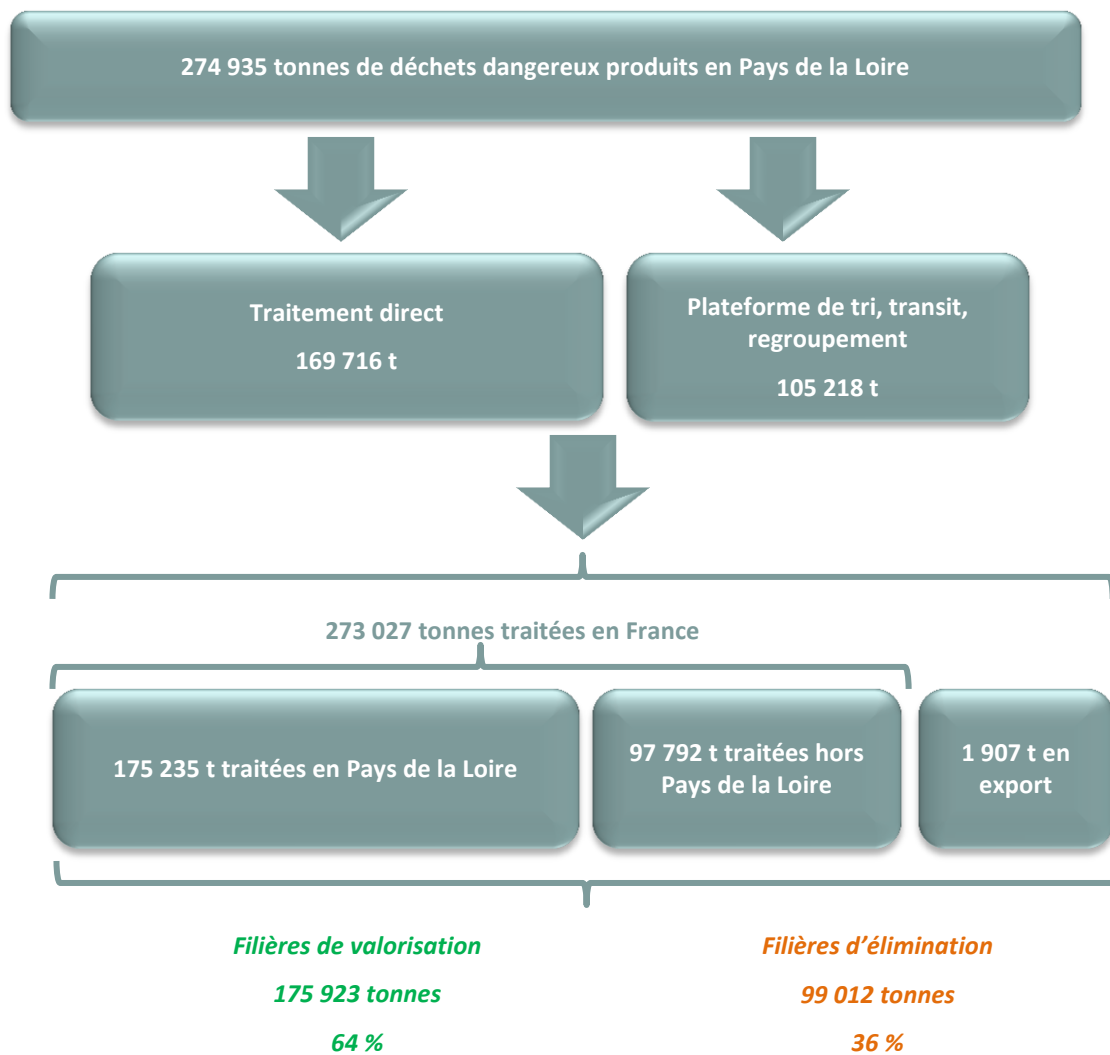 274 935 tonnes de déchets dangereux produits en Pays de la Loire
Traitement direct
169 716 t
Plateforme de tri, transit,
regroupement
105 218 t
273 027 tonnes traitées en France
175 235 t traitées en Pays de la Loire
97 792 t traitées hors
Pays de la Loire
1 907 t en
export
Filières de valorisation
175 923 tonnes
64 %
Filières d’élimination
99 012 tonnes
36 %